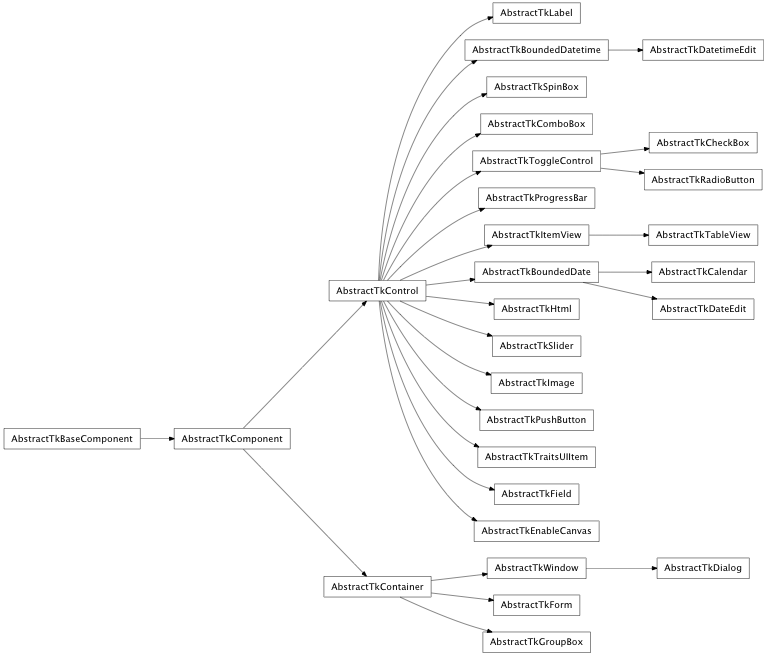 AbstractTkLabel
AbstractTkBoundedDatetime
AbstractTkDatetimeEdit
AbstractTkSpinBox
AbstractTkComboBox
AbstractTkCheckBox
AbstractTkToggleControl
AbstractTkRadioButton
AbstractTkProgressBar
AbstractTkItemView
AbstractTkTableView
AbstractTkBoundedDate
AbstractTkCalendar
AbstractTkControl
AbstractTkHtml
AbstractTkDateEdit
AbstractTkSlider
AbstractTkImage
AbstractTkPushButton
AbstractTkBaseComponent
AbstractTkComponent
AbstractTkTraitsUIItem
AbstractTkField
AbstractTkEnableCanvas
AbstractTkWindow
AbstractTkDialog
AbstractTkContainer
AbstractTkForm
AbstractTkGroupBox